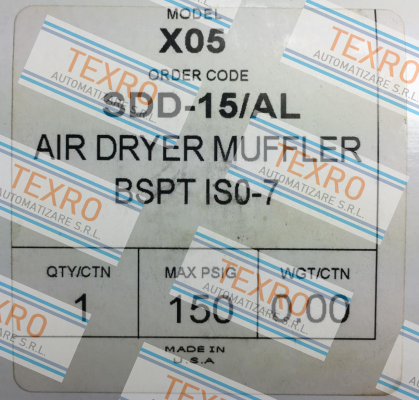 MODEL
X05
ORDER CODE
SDD-15/AL
AIR DRYER MUFFLER
BSPT IS0-7
QTY/CTN MAX PSIG WGT/CTN
1 150 0.00
MADE IN
U.S.A
TEXRO
AUTOMATIZARE S.R.L.
TEXRO
AUTOMATIZARE S.R.L.
TEXRO
AUTOMATIZARE S.R.L.